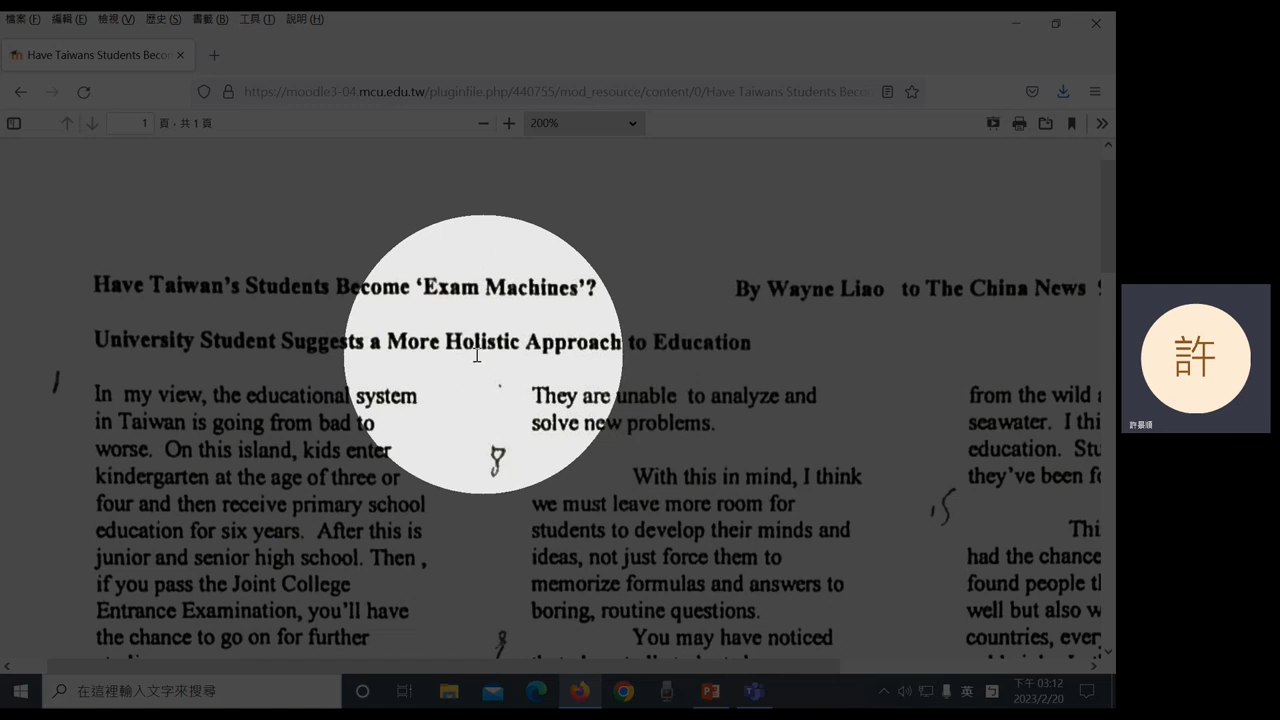 檔案(F) 編輯(E) 檢視(V) 歷史(S) 書籤(B) 工具(T) 說明(H)
Have Taiwans Students Becon
https://moodle3-04.mcu.edu.tw/pluginfile.php/440755/mod_resource/content/0/Have Taiwans Students Beco
1 頁，共 1 頁
200%
Have Taiwan's Students Become 'Exam Machines'?
By Wayne Liao to The China News
University Student Suggests a More Holistic Approach to Education
1
In my view, the educational system
in Taiwan is going from bad to
worse. On this island, kids enter
kindergarten at the age of three or
four and then receive primary school
education for six years. After this is
junior and senior high school. Then ,
if you pass the Joint College
Entrance Examination, you'll have
the chance to go on for further
They are unable to analyze and
solve new problems.
8
With this in mind, I think
we must leave more room for
students to develop their minds and
ideas, not just force them to
memorize formulas and answers to
boring, routine questions.
9
You may have noticed
from the wild
seawater. I thi
education. Stu
they've been fo
15
Thi
had the chance
found people th
well but also w
countries, ever
許
許景順
在這裡輸入文字來搜尋
英
下午 03:12
2023/2/20